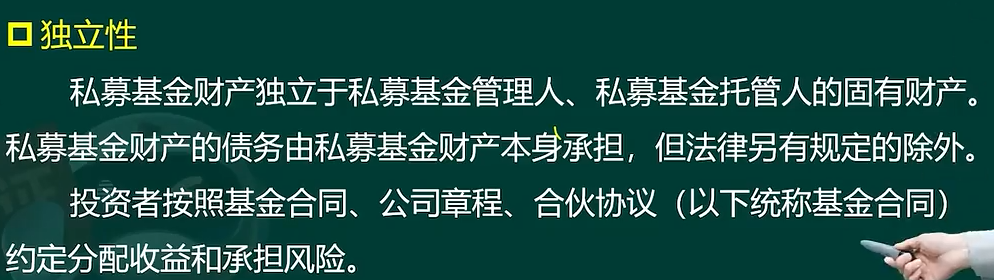 独立性
私募基金财产独立于私募基金管理人、私募基金托管人的固有财产。
私募基金财产的债务由私募基金财产本身承担，但法律另有规定的除外。
投资者按照基金合同、公司章程、合伙协议（以下统称基金合同）
约定分配收益和承担风险。